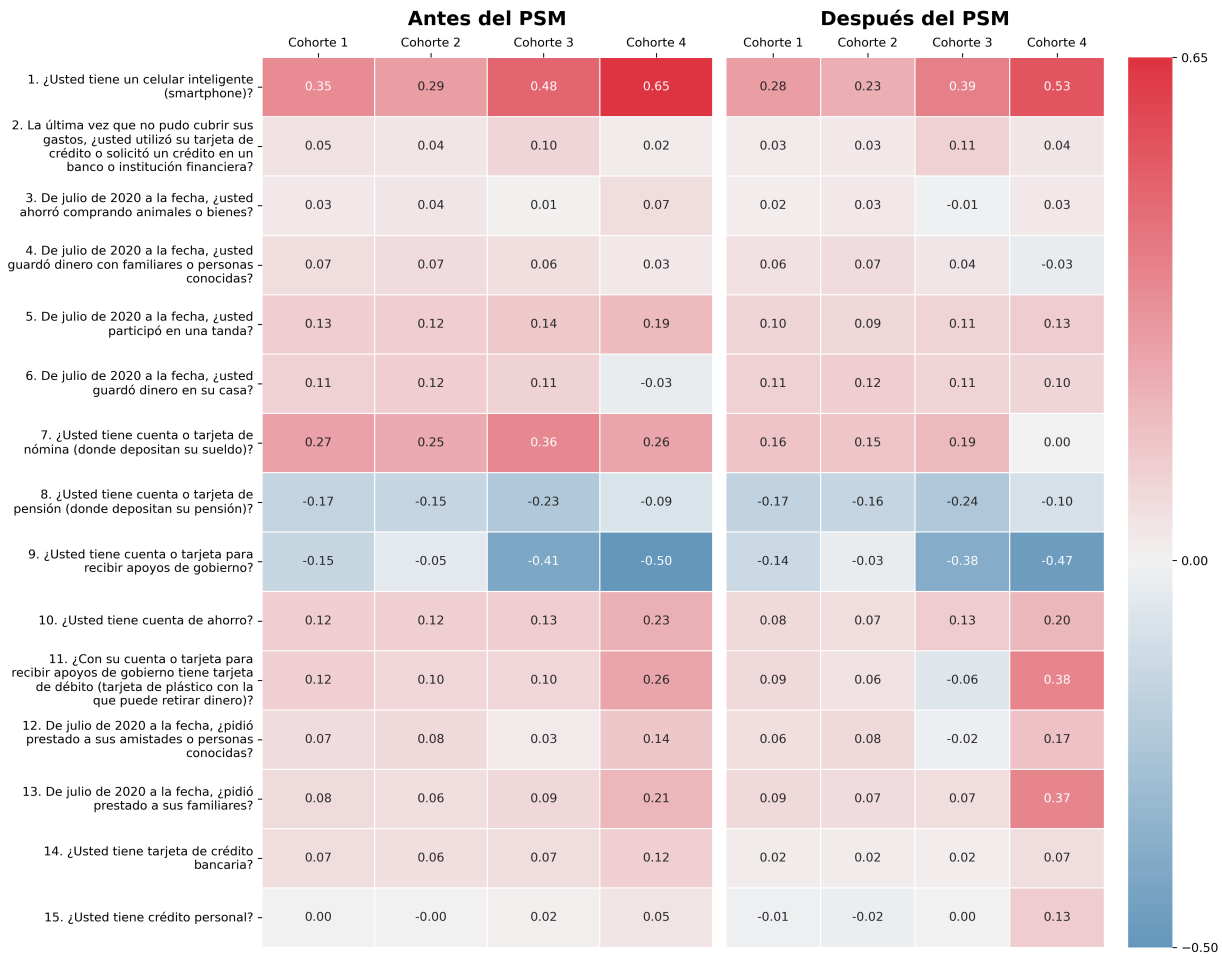 Antes del PSM
Después del PSM
Cohorte 1 Cohorte 2 Cohorte 3 Cohorte 4 Cohorte 1 Cohorte 2 Cohorte 3 Cohorte 4
1. ¿Usted tiene un celular inteligente
(smartphone)?
0.35 0.29 0.48 0.65 0.28 0.23 0.39 0.53
2. La última vez que no pudo cubrir sus
gastos, ¿usted utilizó su tarjeta de
crédito o solicitó un crédito en un
banco o institución financiera?
0.05 0.04 0.10 0.02 0.03 0.03 0.11 0.04
3. De julio de 2020 a la fecha, ¿usted
ahorró comprando animales o bienes?
0.03 0.04 0.01 0.07 0.02 0.03 -0.01 0.03
4. De julio de 2020 a la fecha, ¿usted
guardó dinero con familiares o personas
conocidas?
0.07 0.07 0.06 0.03 0.06 0.07 0.04 -0.03
5. De julio de 2020 a la fecha, ¿usted
participó en una tanda?
0.13 0.12 0.14 0.19 0.10 0.09 0.11 0.13
6. De julio de 2020 a la fecha, ¿usted
guardó dinero en su casa?
0.11 0.12 0.11 -0.03 0.11 0.12 0.11 0.10
7. ¿Usted tiene cuenta o tarjeta de
nómina (donde depositan su sueldo)?
0.27 0.25 0.36 0.26 0.16 0.15 0.19 0.00
8. ¿Usted tiene cuenta o tarjeta de
pensión (donde depositan su pensión)?
-0.17 -0.15 -0.23 -0.09 -0.17 -0.16 -0.24 -0.10
9. ¿Usted tiene cuenta o tarjeta para
recibir apoyos de gobierno?
-0.15 -0.05 -0.41 -0.50 -0.14 -0.03 -0.38 -0.47
10. ¿Usted tiene cuenta de ahorro?
0.12 0.12 0.13 0.23 0.08 0.07 0.13 0.20
11. ¿Con su cuenta o tarjeta para
recibir apoyos de gobierno tiene tarjeta
de débito (tarjeta de plástico con la
que puede retirar dinero)?
0.12 0.10 0.10 0.26 0.09 0.06 -0.06 0.38
12. De julio de 2020 a la fecha, ¿pidió
prestado a sus amistades o personas
conocidas?
0.07 0.08 0.03 0.14 0.06 0.08 -0.02 0.17
13. De julio de 2020 a la fecha, ¿pidió
prestado a sus familiares?
0.08 0.06 0.09 0.21 0.09 0.07 0.07 0.37
14. ¿Usted tiene tarjeta de crédito
bancaria?
0.07 0.06 0.07 0.12 0.02 0.02 0.02 0.07
15. ¿Usted tiene crédito personal?
0.00 -0.00 0.02 0.05 -0.01 -0.02 0.00 0.13
0.65
0.00
−0.50